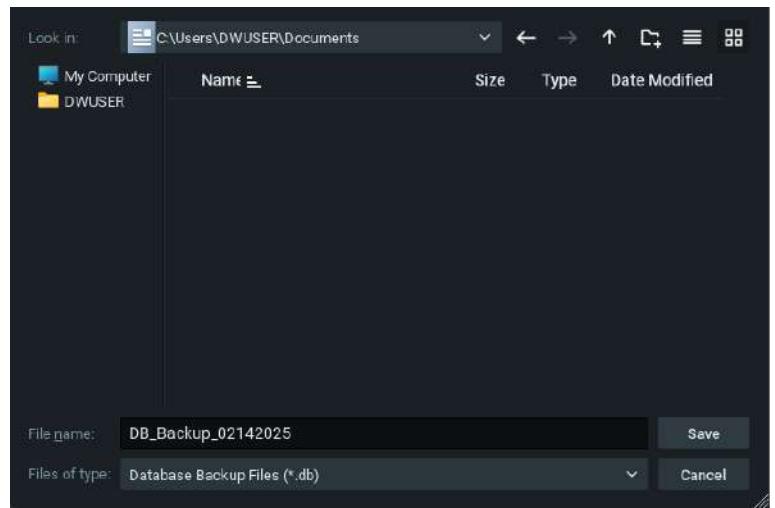 Look in: C:\Users\DWUSER\Documents
My Computer Name Size Type Date Modified
DWUSER
File name: DB_Backup_02142025 Save
Files of type: Database Backup Files (*.db) Cancel